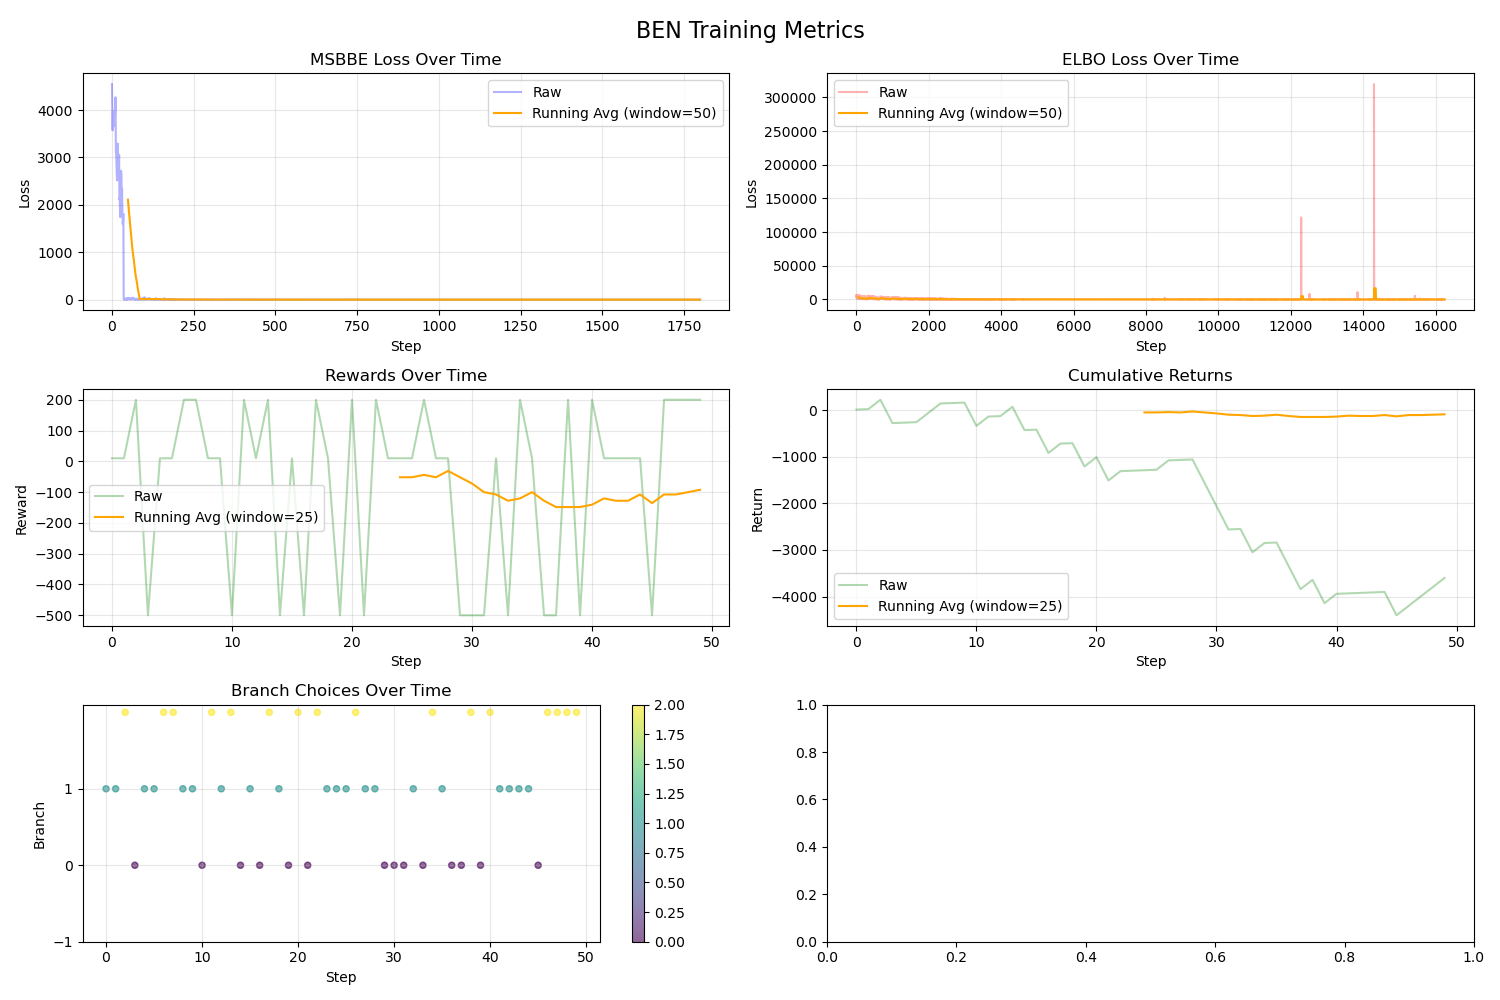 BEN Training Metrics
MSBBE Loss Over Time
Loss
4000
3000
2000
1000
0
Raw
Running Avg (window=50)
0 250 500 750 1000 1250 1500 1750
Step
ELBO Loss Over Time
Loss
300000
250000
200000
150000
100000
50000
0
Raw
Running Avg (window=50)
0 2000 4000 6000 8000 10000 12000 14000 16000
Step
Rewards Over Time
Reward
200
100
0
−100
−200
−300
−400
−500
Raw
Running Avg (window=25)
0 10 20 30 40 50
Step
Cumulative Returns
Return
0
−1000
−2000
−3000
−4000
Raw
Running Avg (window=25)
0 10 20 30 40 50
Step
Branch Choices Over Time
Branch
1
0
−1
0 10 20 30 40 50
Step
2.00
1.75
1.50
1.25
1.00
0.75
0.50
0.25
0.00
1.0
0.8
0.6
0.4
0.2
0.0
0.0 0.2 0.4 0.6 0.8 1.0